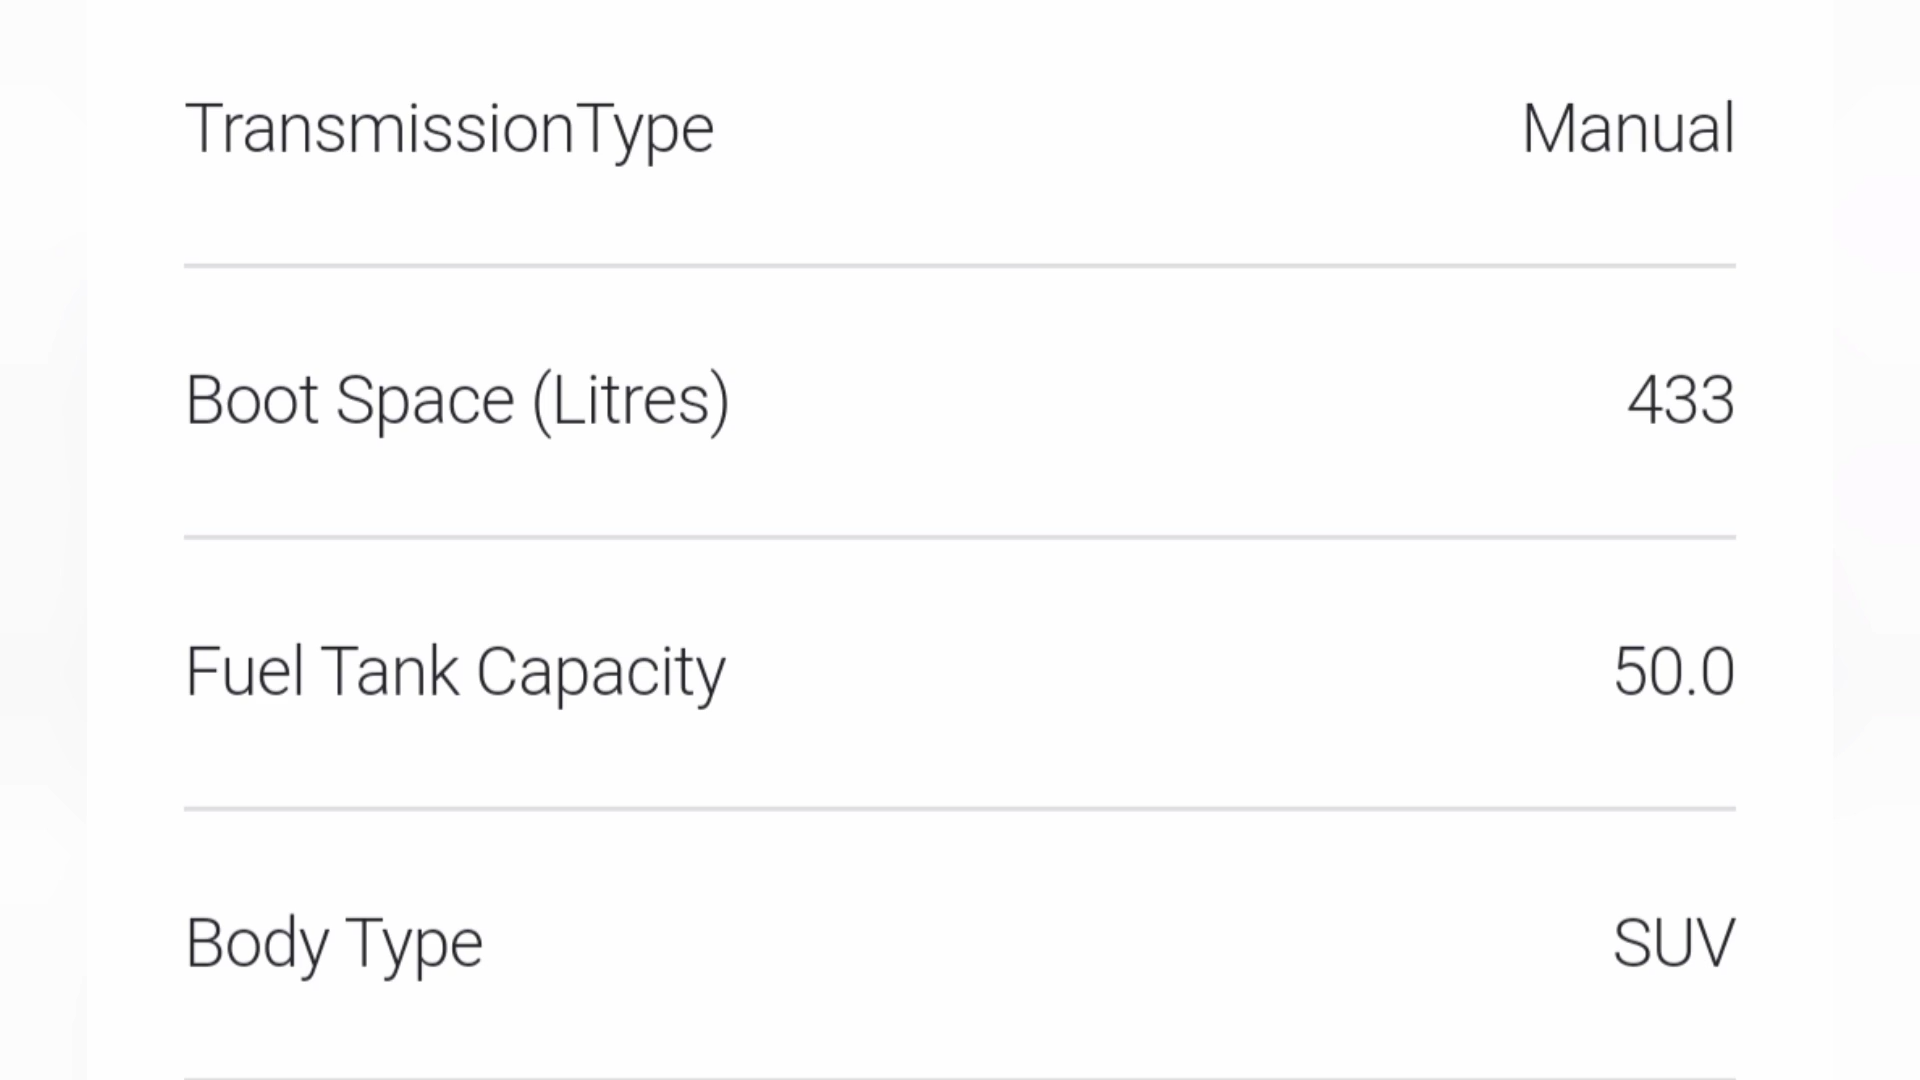 TransmissionType Manual
Boot Space (Litres) 433
Fuel Tank Capacity 50.0
Body Type SUV